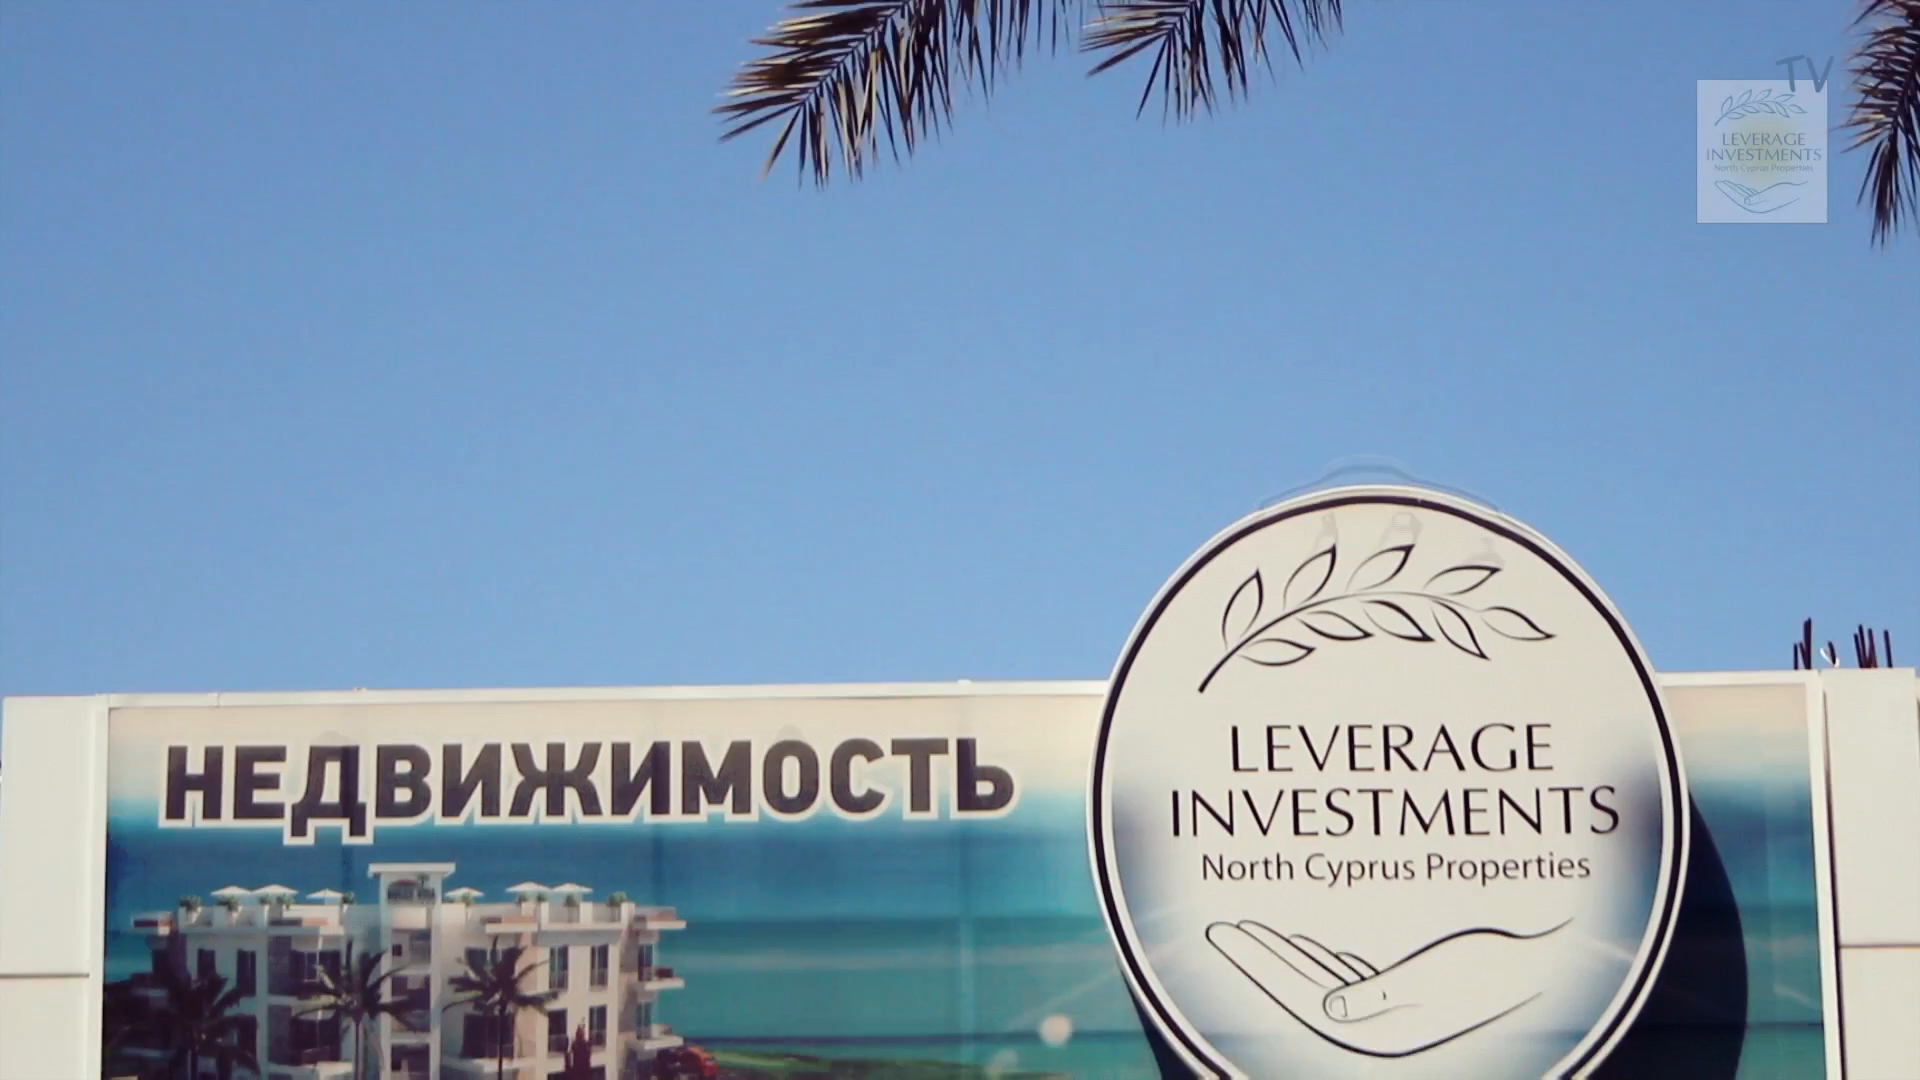 TV
LEVERAGE
INVESTMENTS
North Cyprus Properties
НЕДВИЖИМОСТЬ
LEVERAGE
INVESTMENTS
North Cyprus Properties